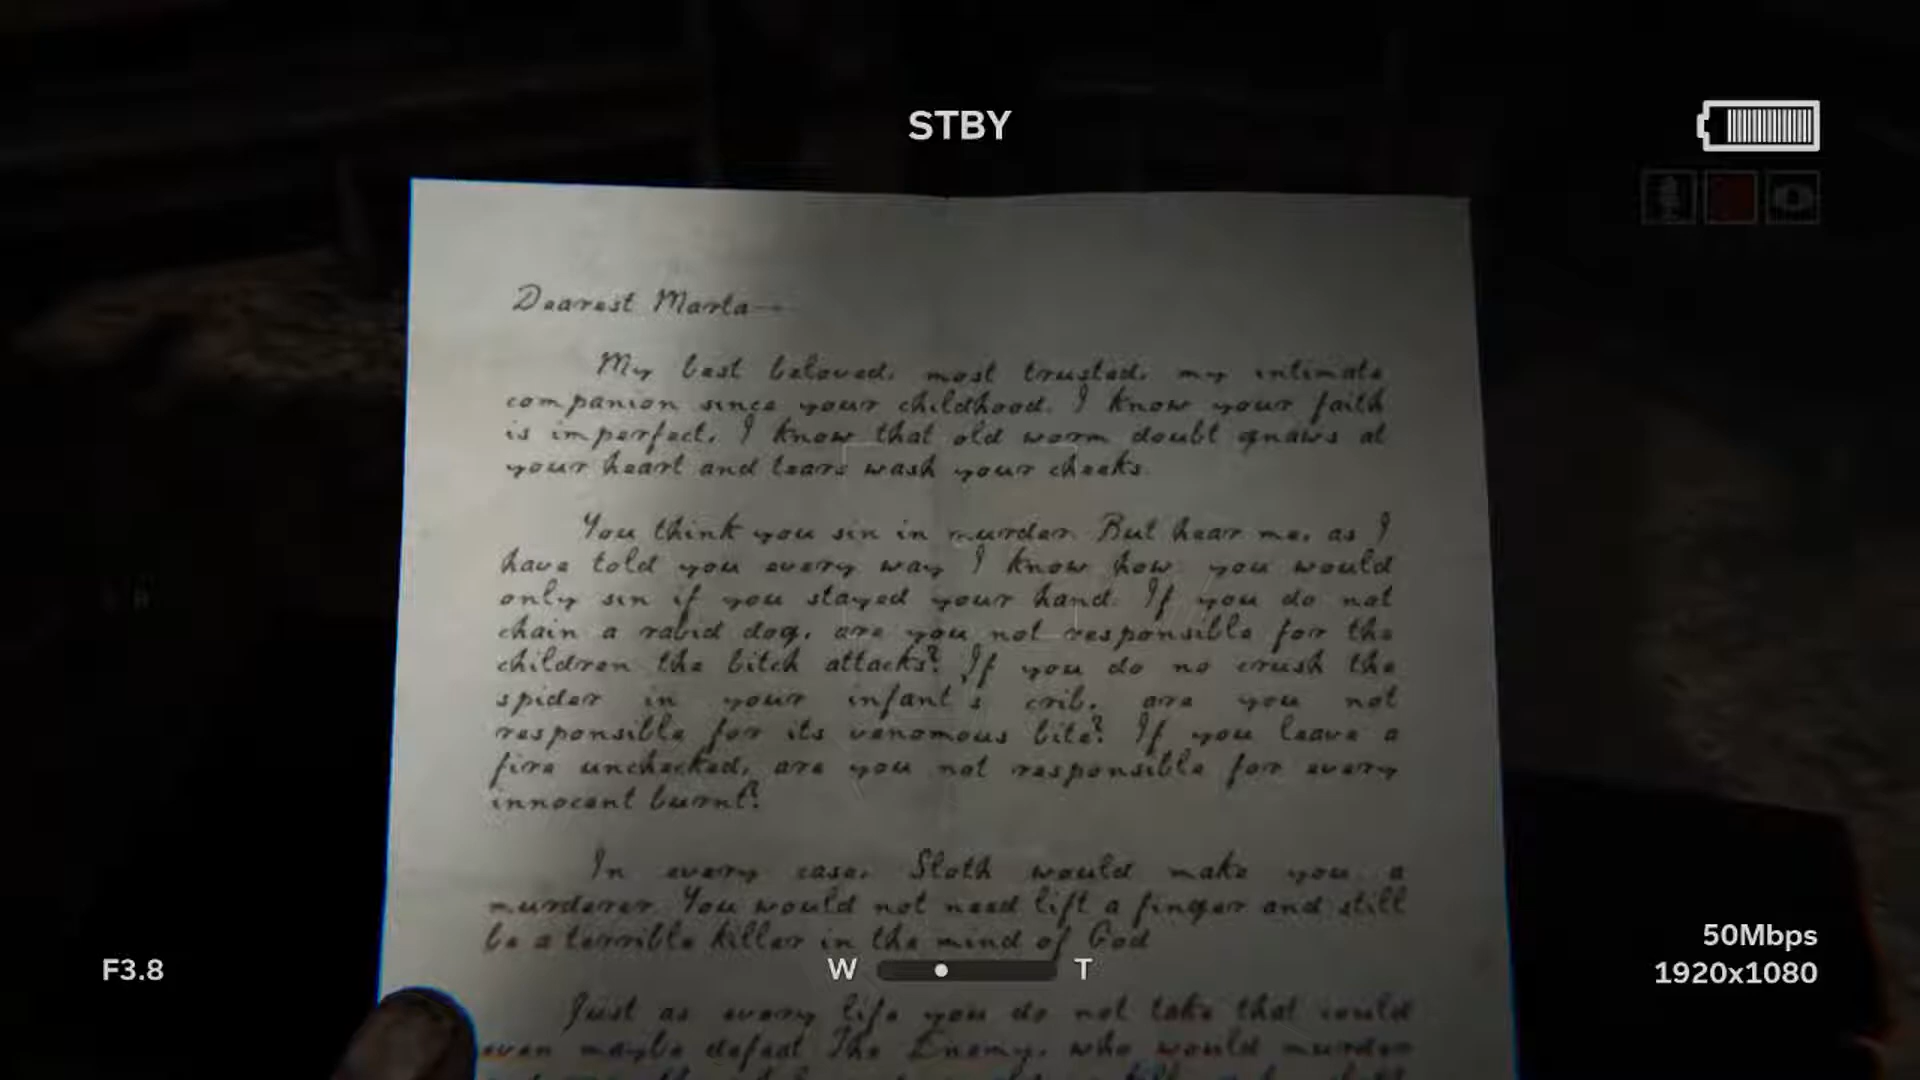 STBY
Dearest Marta—
My best beloved, most trusted, my intimate
companion since your childhood. I know your faith
is imperfect, I know that old worm doubt gnaws at
your heart and tears wash your cheeks.
You think you sin in murder. But hear me, as I
have told you every way I know how: you would
only sin if you stayed your hand. If you do not
chain a rabid dog, are you not responsible for the
children the bitch attacks? If you do no crush the
spider in your infant's crib, are you not
responsible for its venomous bite? If you leave a
fire unchecked, are you not responsible for every
innocent burnt?
In every case, Sloth would make you a
murderer. You would not need lift a finger and still
be a terrible killer in the mind of God
Just as every life you do not take that could
even maybe defeat The Enemy, who would murder
F3.8
W T
50Mbps
1920x1080